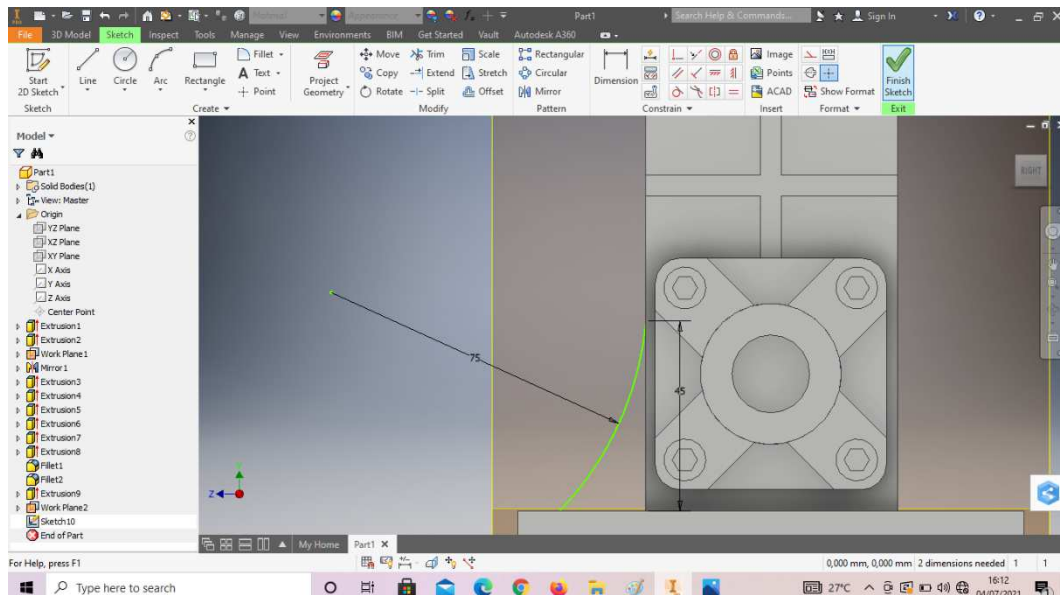 Material
Appearance
Part1
Search Help & Commands...
Sign In
File 3D Model Sketch Inspect Tools Manage View Environments BIM Get Started Vault Autodesk A360
Start
2D Sketch
Line
Circle
Arc
Rectangle
Fillet
Text
Point
Project
Geometry
Move
Copy
Rotate
Trim
Extend
Split
Scale
Stretch
Offset
Rectangular
Circular
Mirror
Dimension
Image
Points
ACAD
Show Format
Finish
Sketch
Sketch Create Modify Pattern Constrain Insert Format Exit
Model
Part1
Solid Bodies(1)
View: Master
Origin
YZ Plane
XZ Plane
XY Plane
X Axis
Y Axis
Z Axis
Center Point
Extrusion1
Extrusion2
Work Plane1
Mirror1
Extrusion3
Extrusion4
Extrusion5
Extrusion6
Extrusion7
Extrusion8
Fillet1
Fillet2
Extrusion9
Work Plane2
Sketch10
End of Part
RIGHT
75
45
Z
My Home Part1
For Help, press F1
0,000 mm, 0,000 mm 2 dimensions needed 1 1
Type here to search
27°C
16:12
04/07/2021